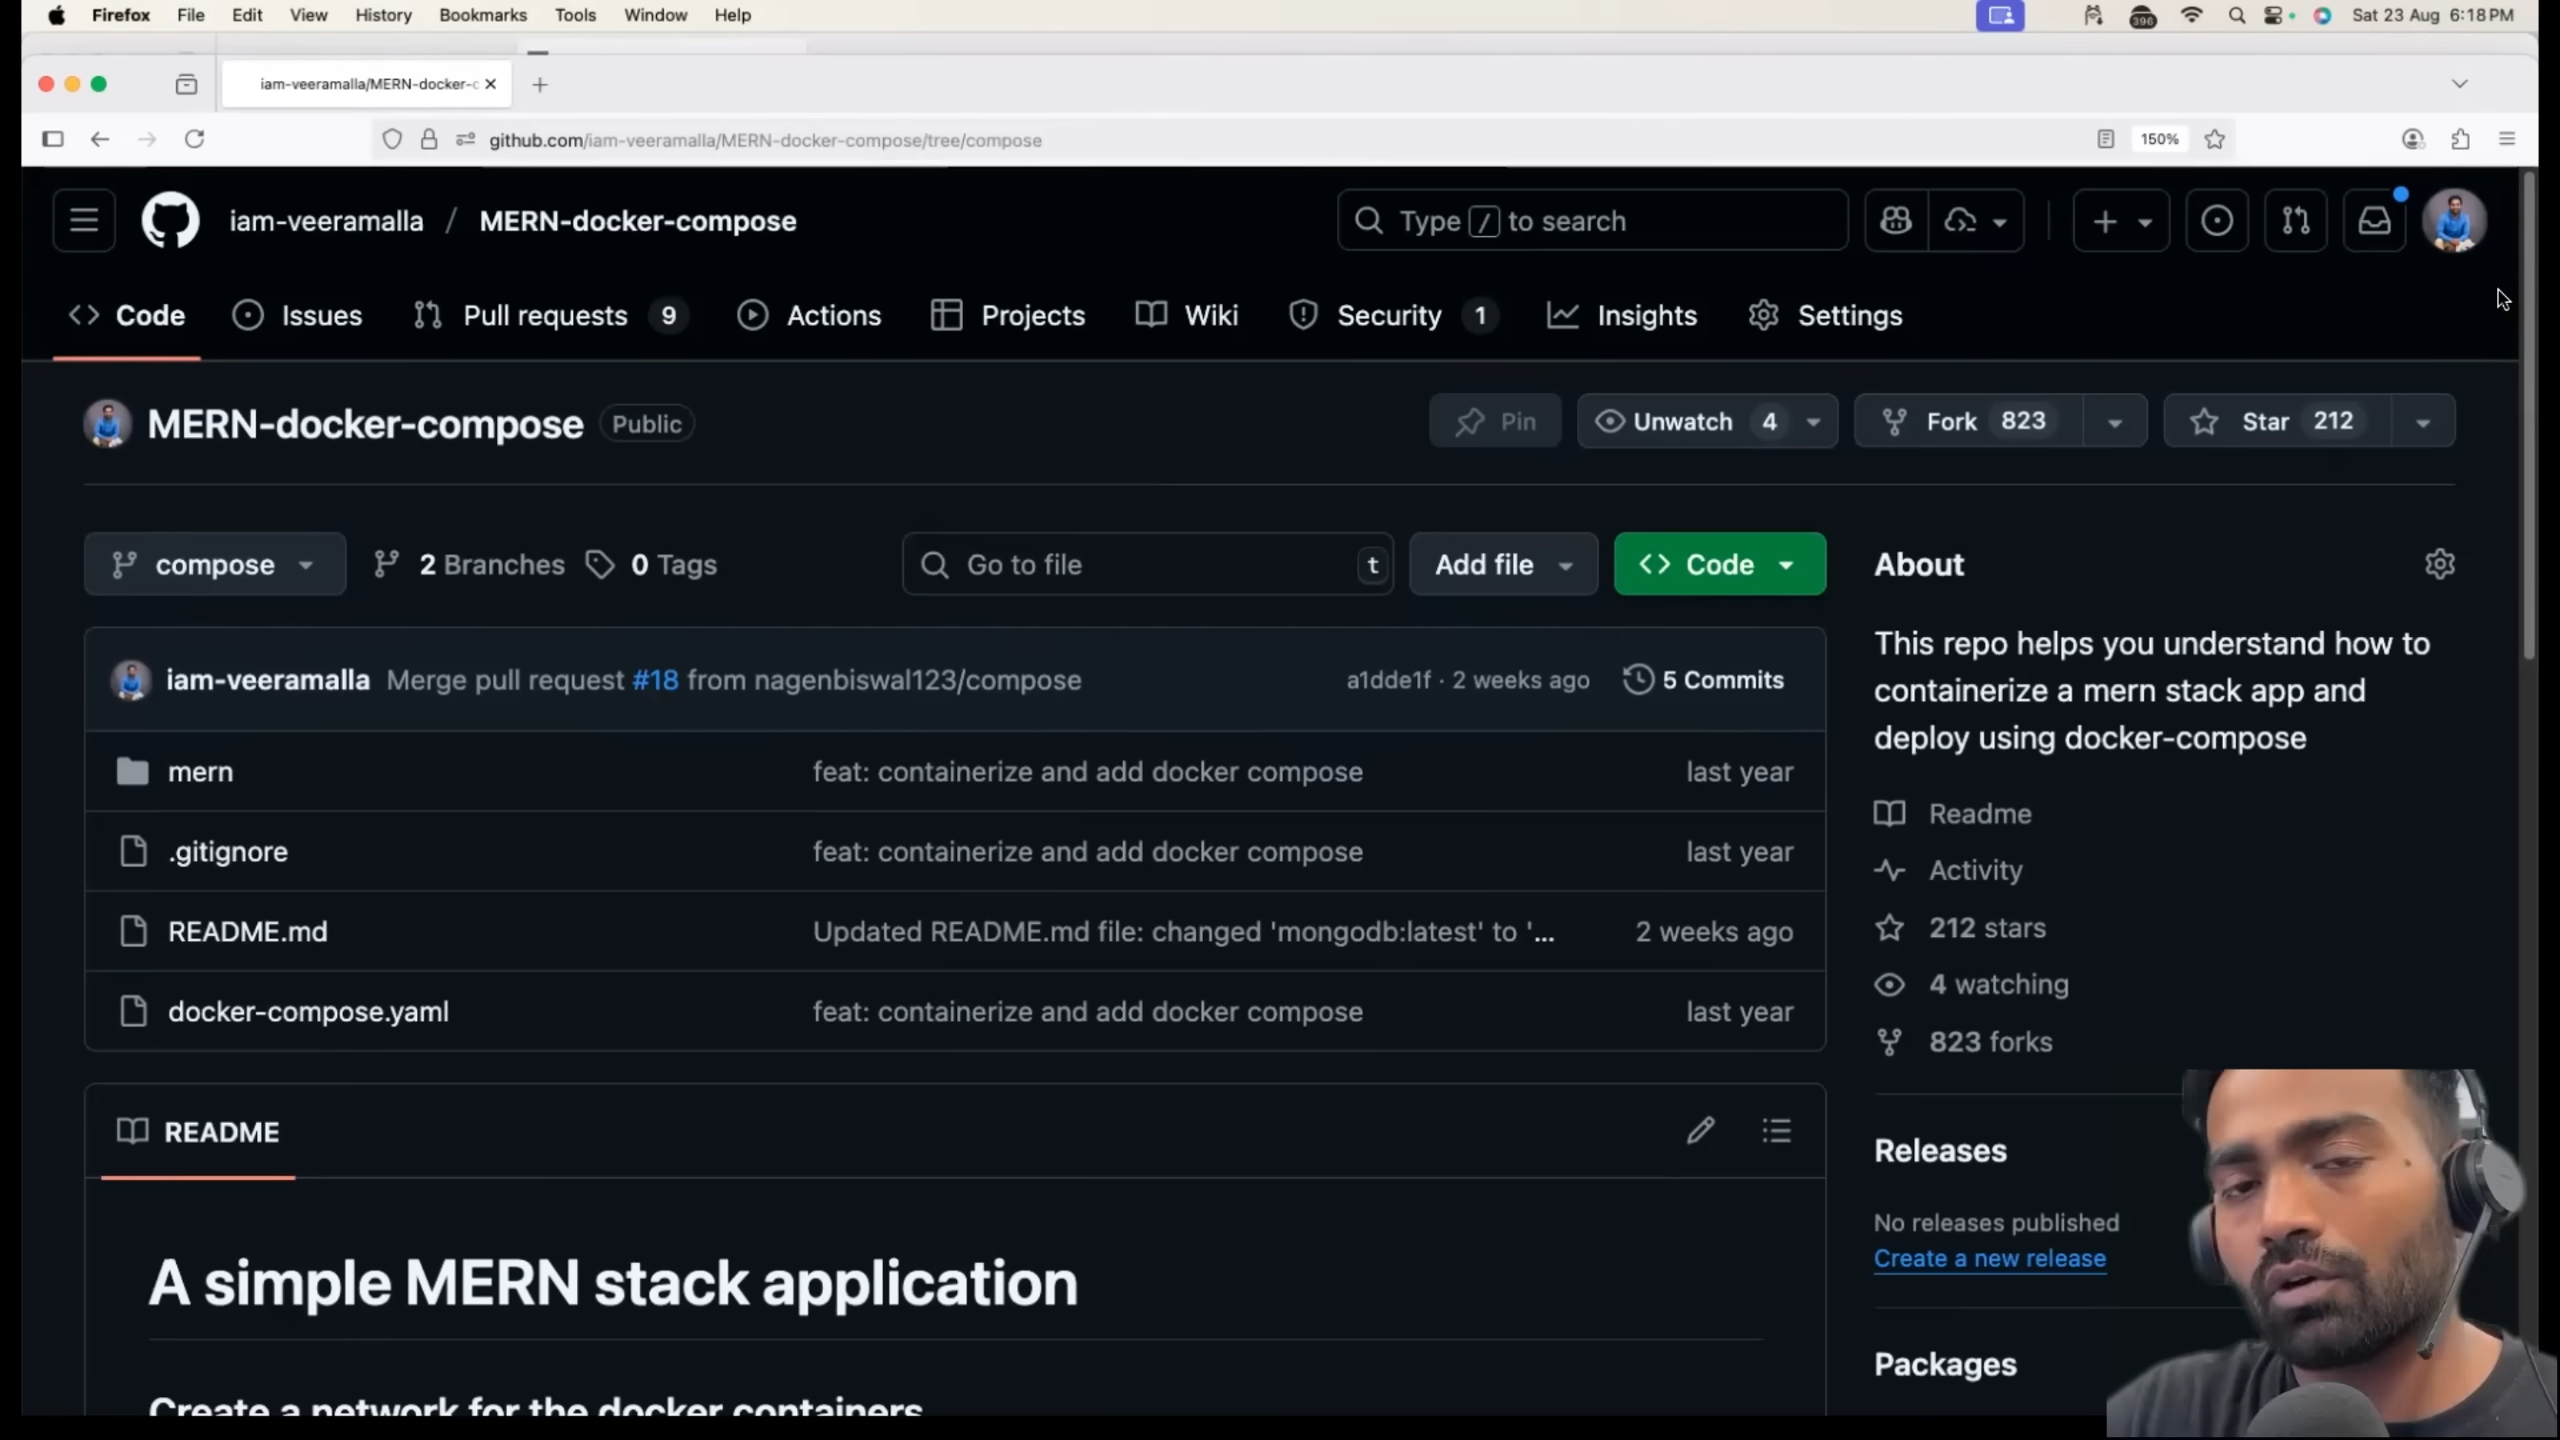 Firefox File Edit View History Bookmarks Tools Window Help 396 Sat 23 Aug 6:18 PM
iam-veeramalla/MERN-docker-c
github.com/iam-veeramalla/MERN-docker-compose/tree/compose 150%
iam-veeramalla / MERN-docker-compose Type / to search
Code Issues Pull requests 9 Actions Projects Wiki Security 1 Insights Settings
MERN-docker-compose Public Pin Unwatch 4 Fork 823 Star 212
compose 2 Branches 0 Tags Go to file t Add file Code
iam-veeramalla Merge pull request #18 from nagenbiswal123/compose a1dde1f · 2 weeks ago 5 Commits
mern feat: containerize and add docker compose last year
.gitignore feat: containerize and add docker compose last year
README.md Updated README.md file: changed 'mongodb:latest' to '... 2 weeks ago
docker-compose.yaml feat: containerize and add docker compose last year
README
A simple MERN stack application
Create a network for the docker containers
About
This repo helps you understand how to
containerize a mern stack app and
deploy using docker-compose
Readme
Activity
212 stars
4 watching
823 forks
Releases
No releases published
Create a new release
Packages